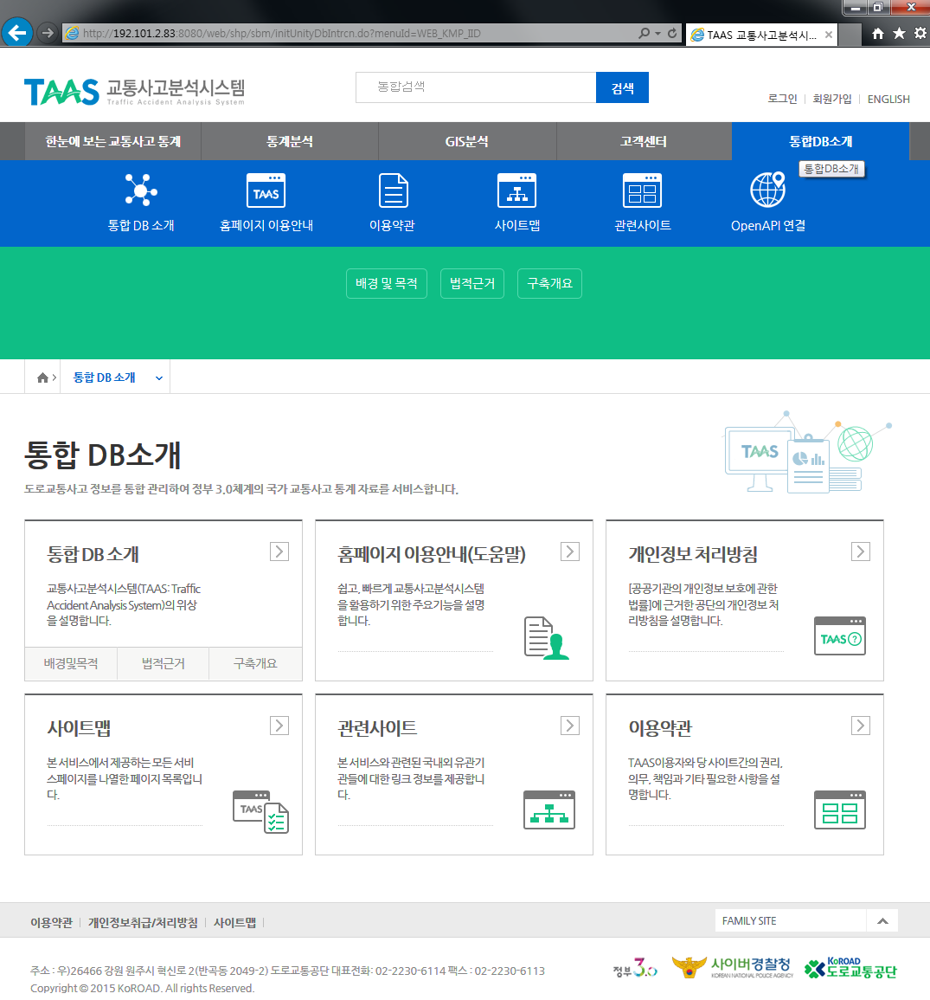 http://192.101.2.83:8080/web/shp/sbm/initUnityDbIntrcn.do?menuId=WEB_KMP_IID
TAAS 교통사고분석시...
TAAS 교통사고분석시스템
Traffic Accident Analysis System
통합검색
검색
로그인
회원가입
ENGLISH
한눈에 보는 교통사고 통계
통계분석
GIS분석
고객센터
통합DB소개
통합DB소개
TAAS
통합 DB 소개
홈페이지 이용안내
이용약관
사이트맵
관련사이트
OpenAPI 연결
배경 및 목적
법적근거
구축개요
통합 DB 소개
통합 DB소개
도로교통사고 정보를 통합 관리하여 정부 3.0체계의 국가 교통사고 통계 자료를 서비스합니다.
TAAS
통합 DB 소개
교통사고분석시스템(TAAS: Traffic
Accident Analysis System)의 위상
을 설명합니다.
배경및목적
법적근거
구축개요
홈페이지 이용안내(도움말)
쉽고, 빠르게 교통사고분석시스템
을 활용하기 위한 주요기능을 설명
합니다.
개인정보 처리방침
[공공기관의 개인정보 보호에 관한
법률]에 근거한 공단의 개인정보 처
리방침을 설명합니다.
TAAS ?
사이트맵
본 서비스에서 제공하는 모든 서비
스페이지를 나열한 페이지 목록입니
다.
TAAS
관련사이트
본 서비스와 관련된 국내외 유관기
관들에 대한 링크 정보를 제공합니
다.
이용약관
TAAS이용자와 당 사이트간의 권리,
의무, 책임과 기타 필요한 사항을 설
명합니다.
이용약관
개인정보취급/처리방침
사이트맵
FAMILY SITE
주소 : 우)26466 강원 원주시 혁신로 2(반곡동 2049-2) 도로교통공단 대표전화: 02-2230-6114 팩스 : 02-2230-6113
Copyright © 2015 KoROAD. All rights Reserved.
정부3.0
사이버경찰청
KOREAN NATIONAL POLICE AGENCY
KoROAD
도로교통공단